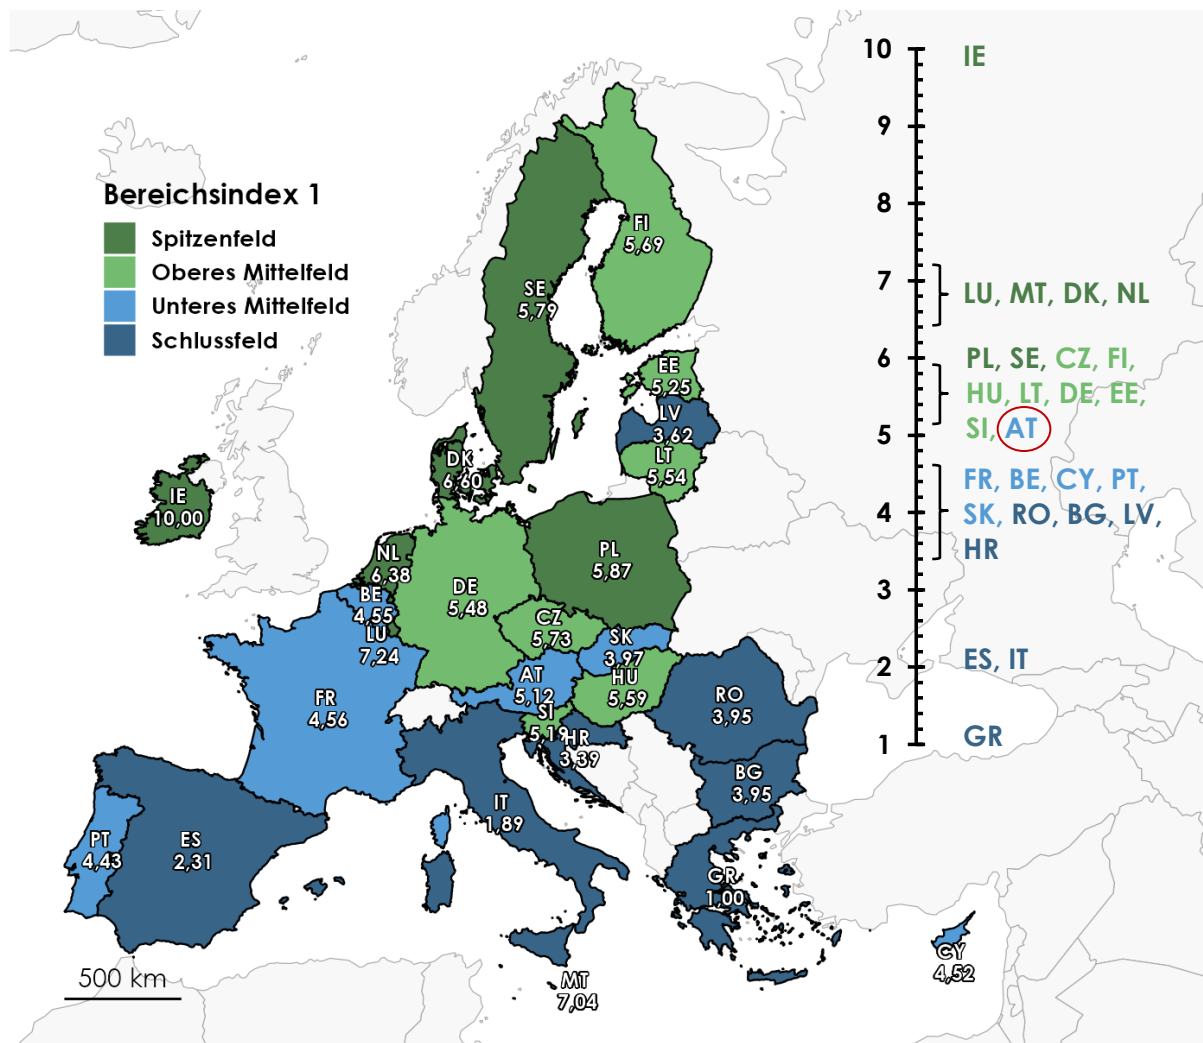 Bereichsindex 1
Spitzenfeld
Oberes Mittelfeld
Unteres Mittelfeld
Schlussfeld
FI
5,69
SE
5,79
EE
5,25
LV
3,62
LT
5,54
DK
6,60
IE
10,00
NL
6,38
BE
4,55
LU
7,24
DE
5,48
PL
5,87
CZ
5,73
SK
3,97
AT
5,12
HU
5,59
SI
5,19
HR
3,39
RO
3,95
BG
3,95
FR
4,56
IT
1,89
ES
2,31
PT
4,43
GR
1,00
CY
4,52
MT
7,04
500 km
10
9
8
7
6
5
4
3
2
1
IE
LU, MT, DK, NL
PL, SE, CZ, FI,
HU, LT, DE, EE,
SI, AT
FR, BE, CY, PT,
SK, RO, BG, LV,
HR
ES, IT
GR